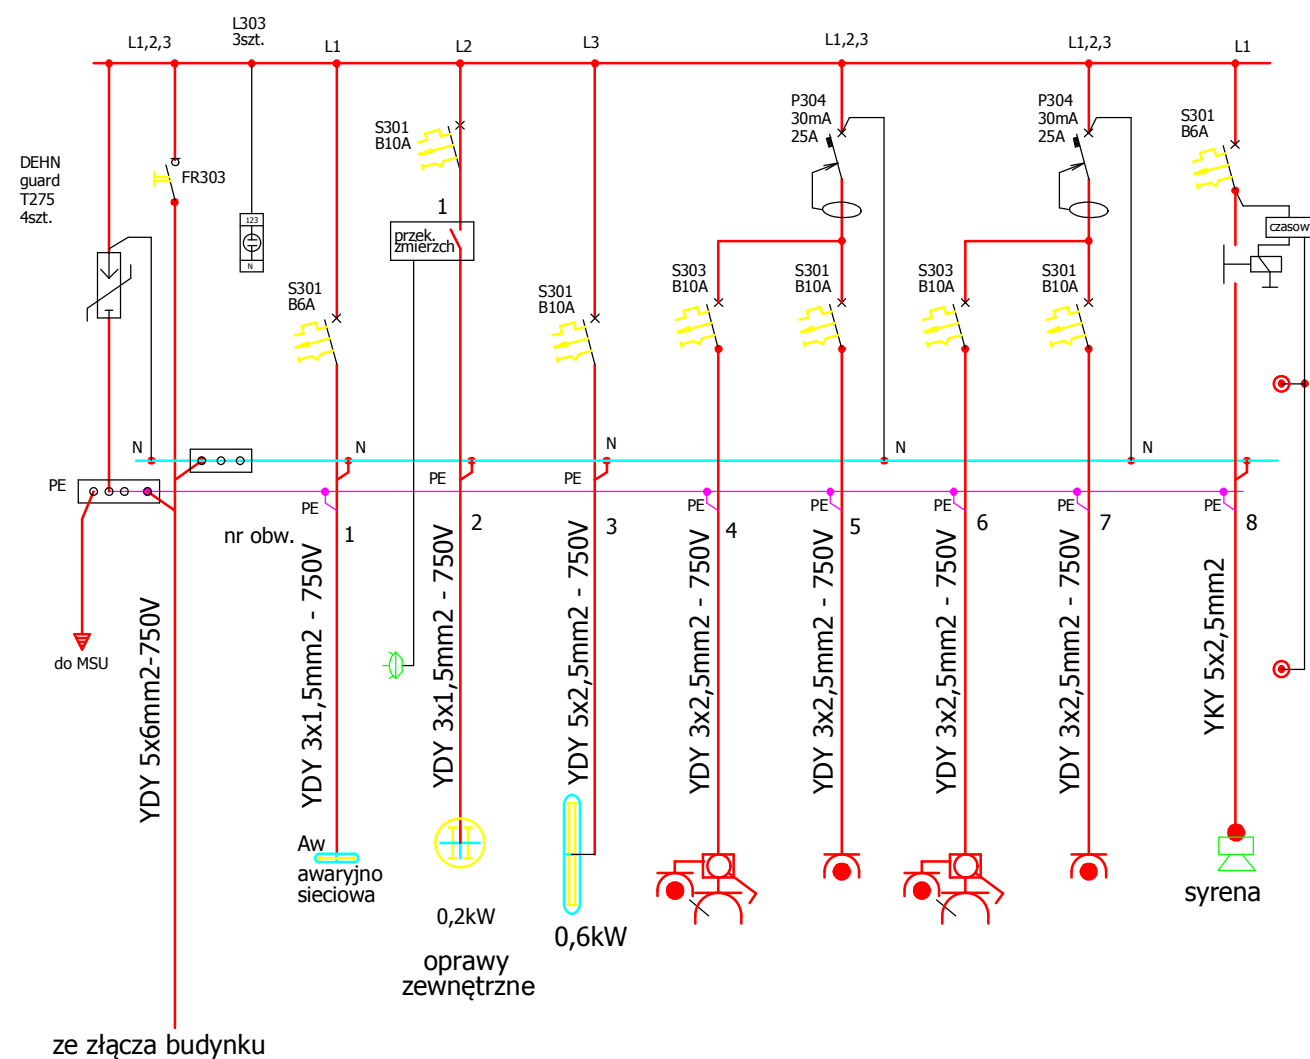 L303
3szt.
L1,2,3
L1
L2
L3
L1,2,3
L1,2,3
L1
P304
30mA
25A
P304
30mA
25A
S301
B10A
S301
B6A
DEHN
guard
T275
4szt.
FR303
123
N
1
przek.
zmierzch
czasow
S301
B6A
S301
B10A
S303
B10A
S301
B10A
S303
B10A
S301
B10A
N
N
N
N
N
PE
PE
PE
PE
PE
PE
PE
PE
PE
nr obw.
1
2
3
4
5
6
7
8
YDY 5x6mm2-750V
YDY 3x1,5mm2 - 750V
YDY 3x1,5mm2 - 750V
YDY 5x2,5mm2 - 750V
YDY 3x2,5mm2 - 750V
YDY 3x2,5mm2 - 750V
YDY 3x2,5mm2 - 750V
YDY 3x2,5mm2 - 750V
YKY 5x2,5mm2
do MSU
Aw
awaryjno
sieciowa
0,2kW
oprawy
zewnętrzne
0,6kW
syrena
ze złącza budynku